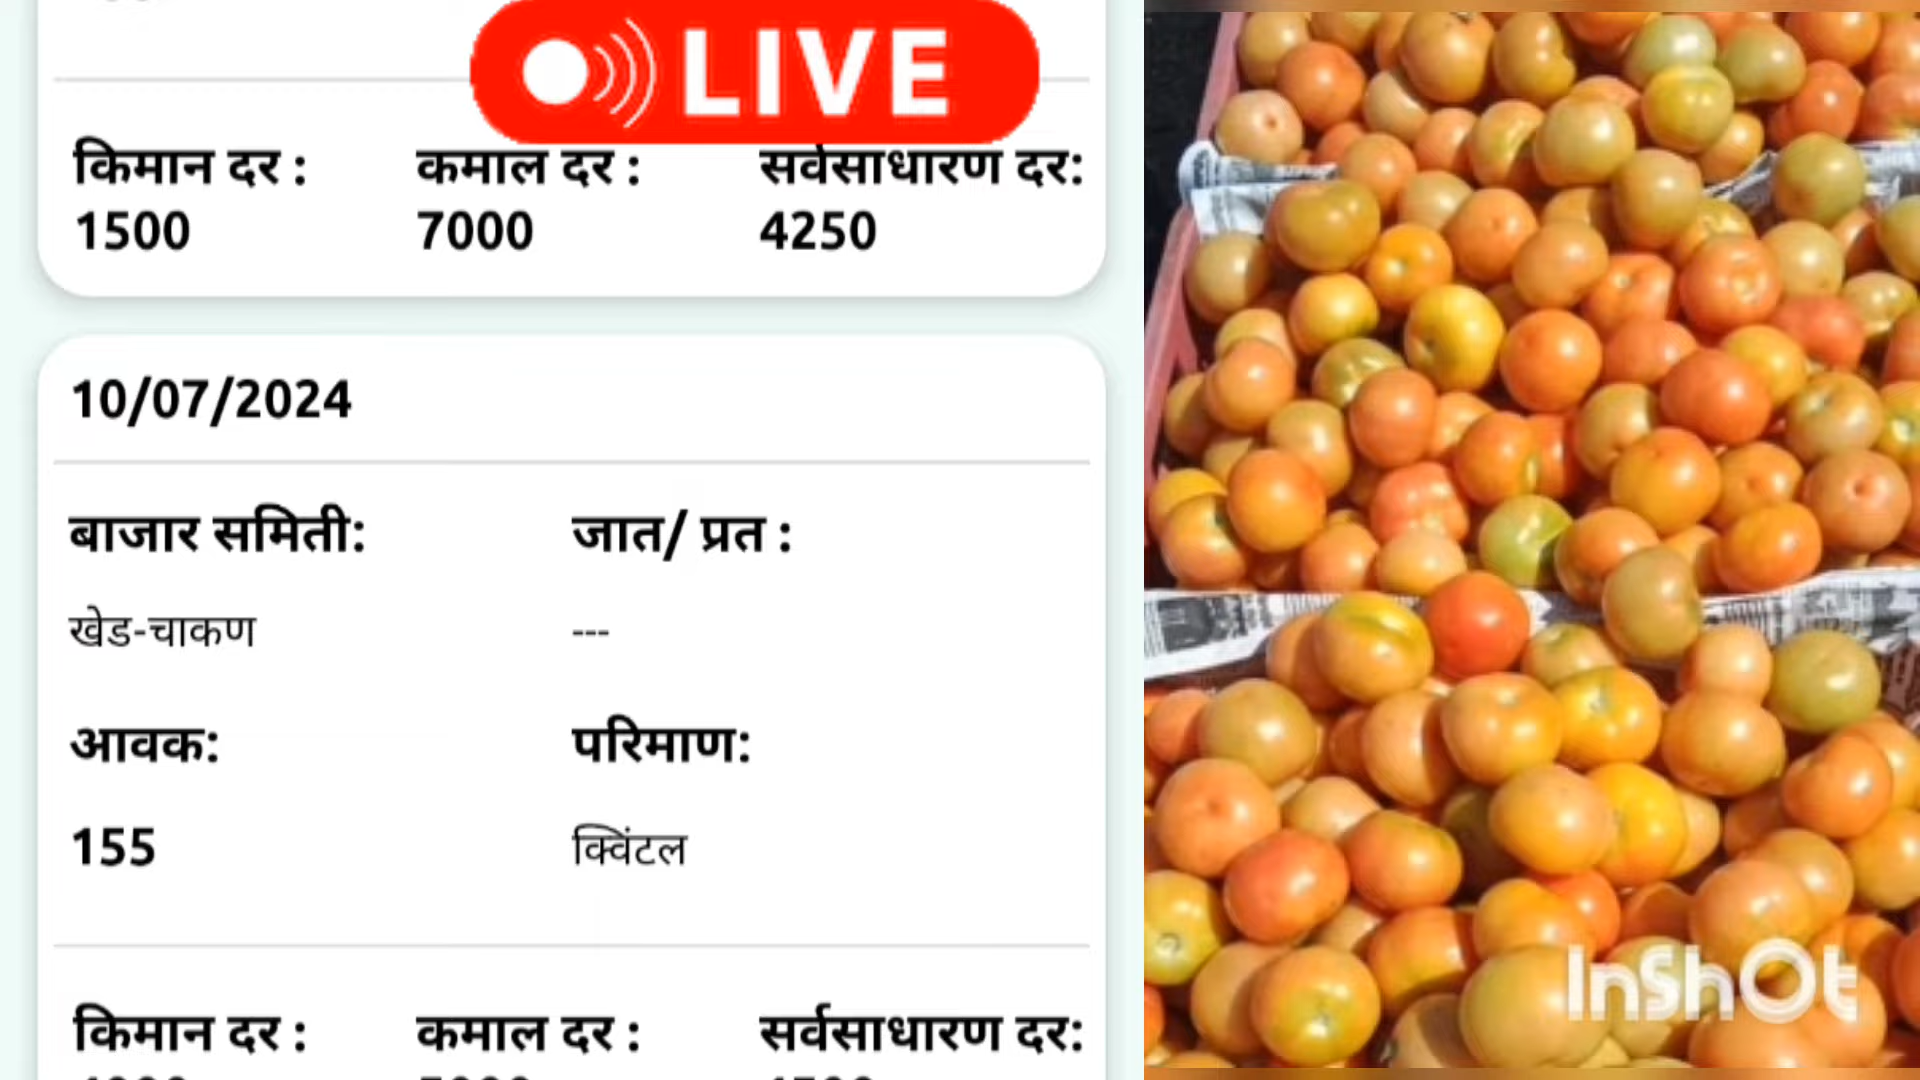 LIVE
किमान दर : कमाल दर : सर्वसाधारण दर:
1500 7000 4250
10/07/2024
बाजार समिती: जात/ प्रत :
खेड-चाकण ---
आवक: परिमाण:
155 क्विंटल
किमान दर : कमाल दर : सर्वसाधारण दर:
InShOt